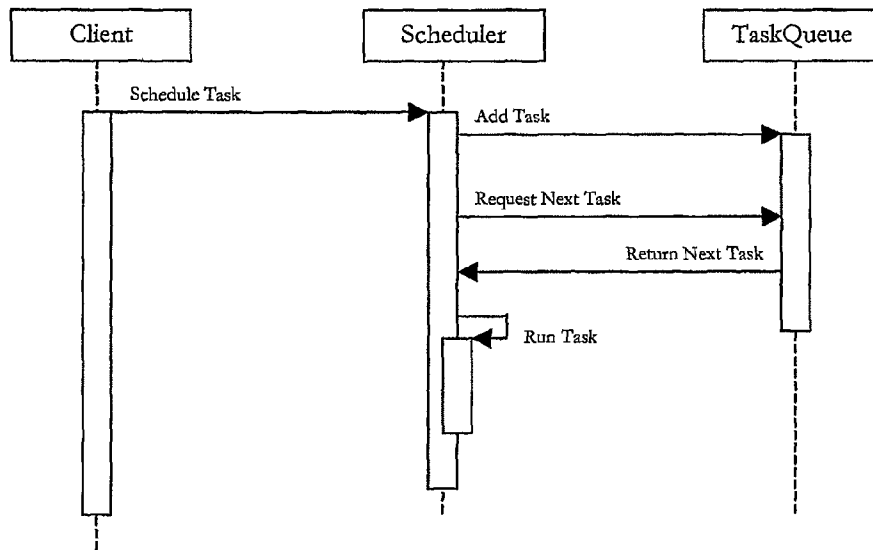 Client
Scheduler
TaskQueue
Schedule Task
Add Task
Request Next Task
Return Next Task
Run Task